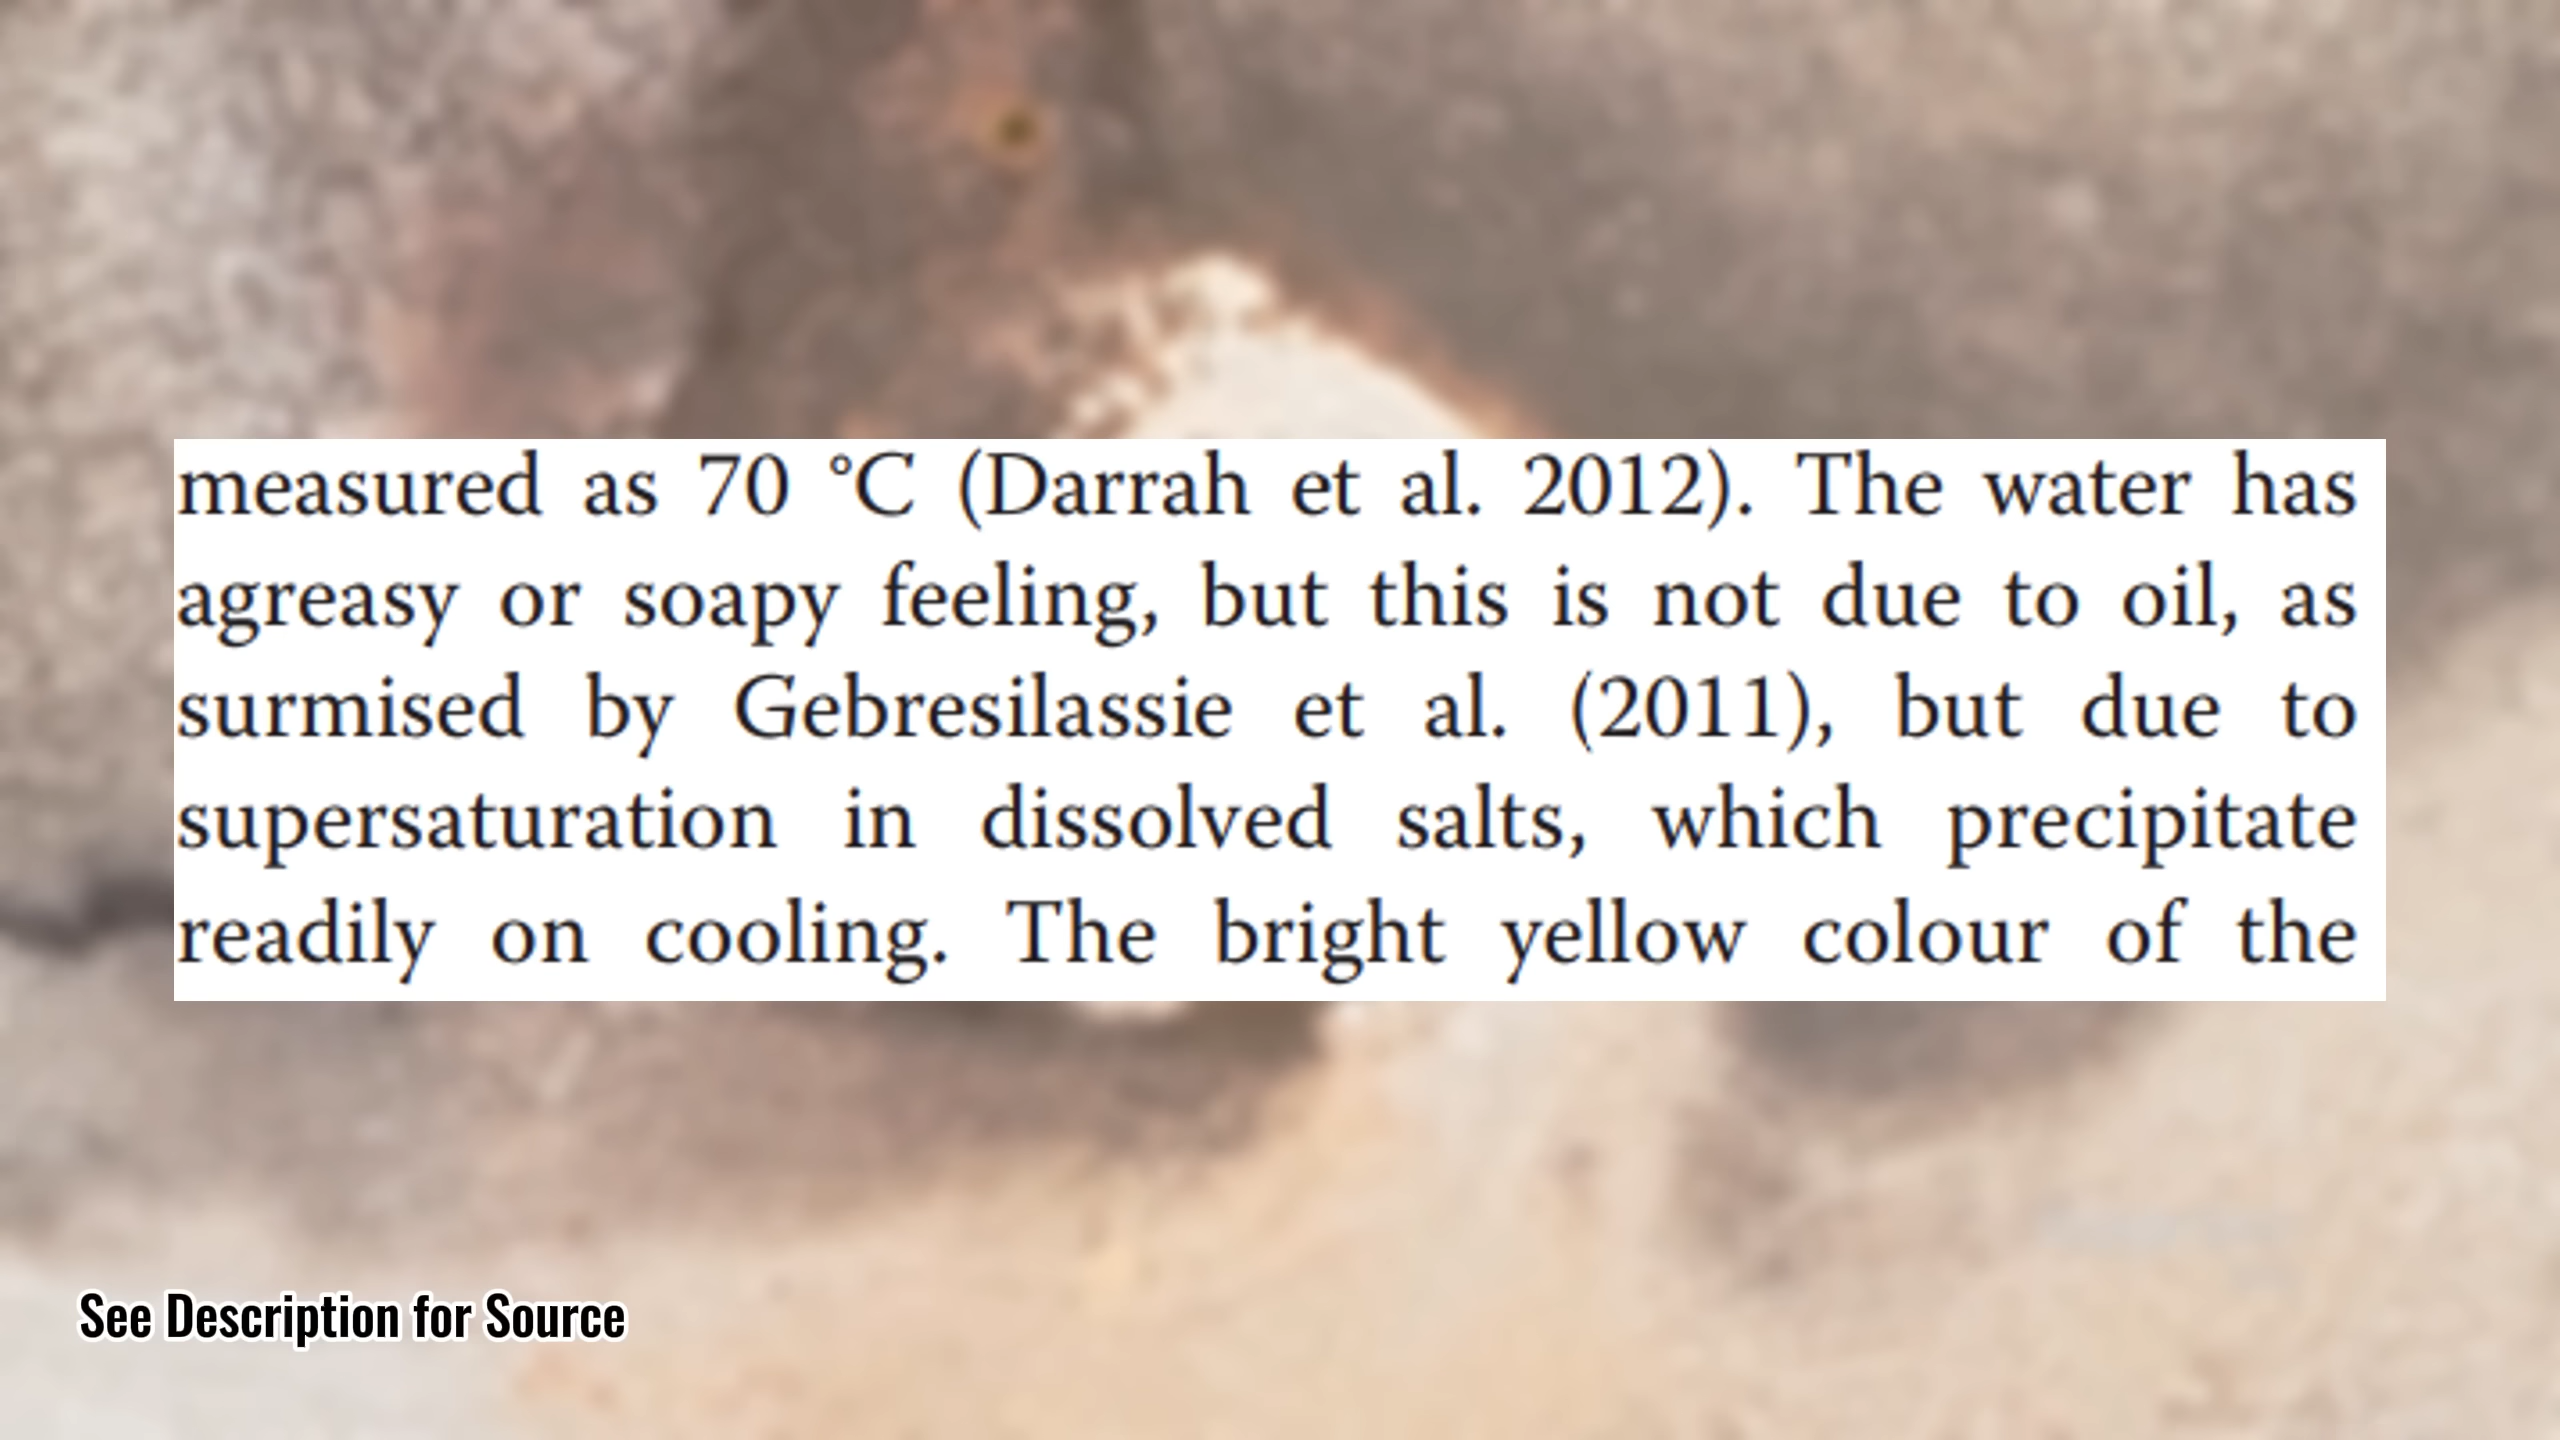 measured as 70 °C (Darrah et al. 2012). The water has
agreasy or soapy feeling, but this is not due to oil, as
surmised by Gebresilassie et al. (2011), but due to
supersaturation in dissolved salts, which precipitate
readily on cooling. The bright yellow colour of the
See Description for Source